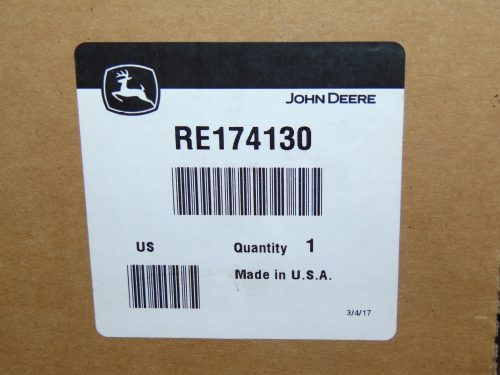 JOHN DEERE
RE174130
US Quantity 1
Made in U.S.A.
3/4/17